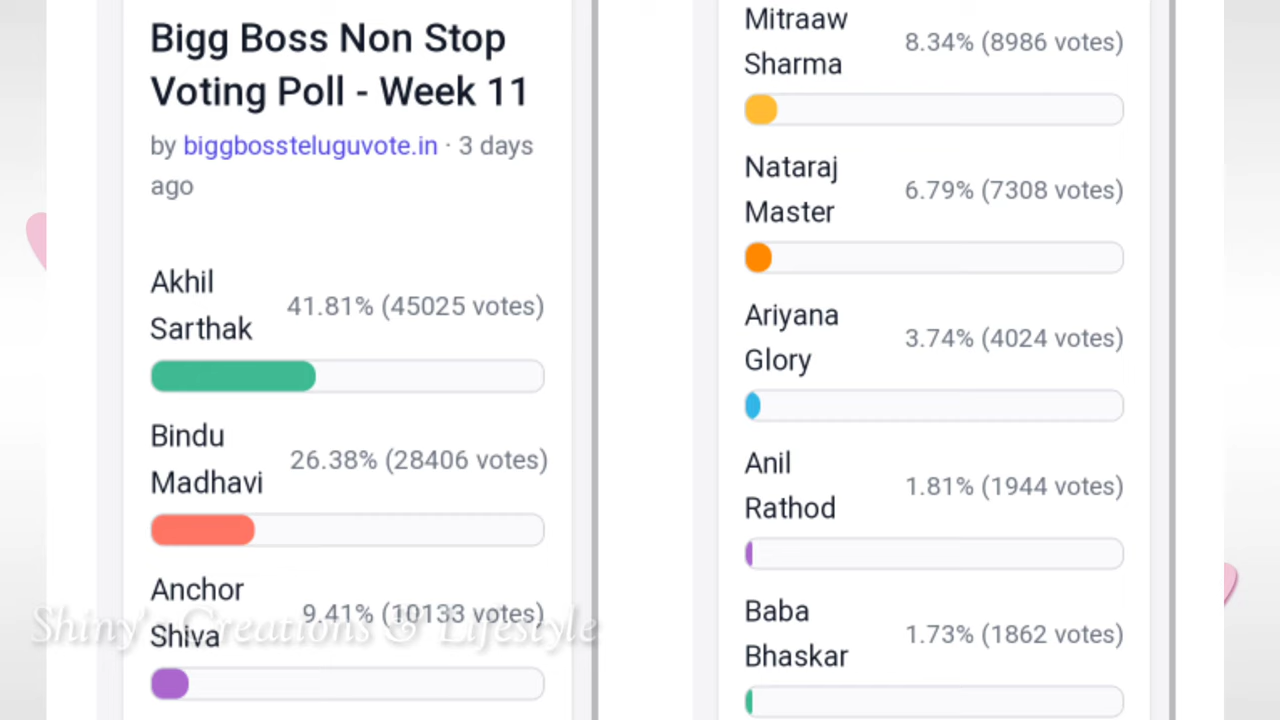 Bigg Boss Non Stop
Voting Poll - Week 11
by biggbossteluguvote.in · 3 days
ago
Akhil
Sarthak
41.81% (45025 votes)
Bindu
Madhavi
26.38% (28406 votes)
Anchor
Shiva
9.41% (10133 votes)
Shiny's Creations & Lifestyle
Mitraaw
Sharma
8.34% (8986 votes)
Nataraj
Master
6.79% (7308 votes)
Ariyana
Glory
3.74% (4024 votes)
Anil
Rathod
1.81% (1944 votes)
Baba
Bhaskar
1.73% (1862 votes)